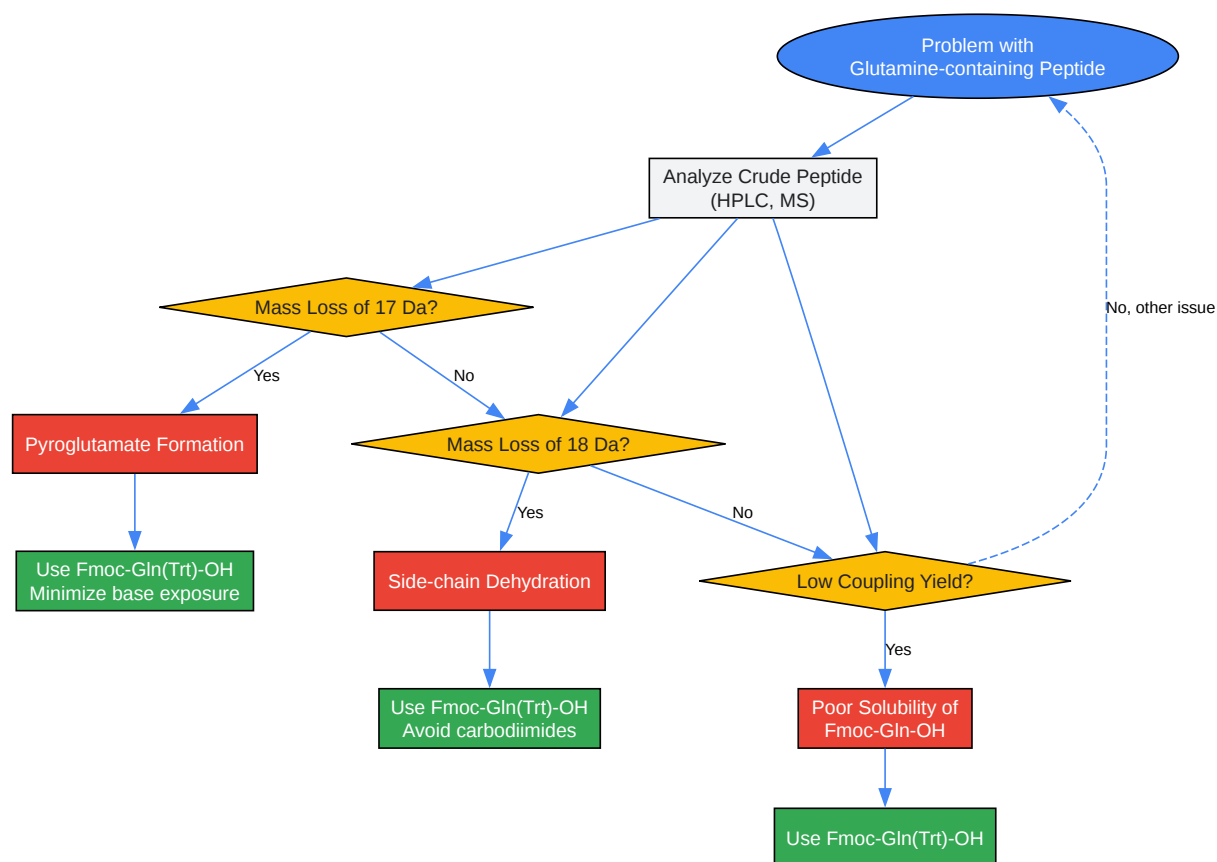 Problem with
Glutamine-containing Peptide
Analyze Crude Peptide
(HPLC, MS)
Mass Loss of 17 Da?
No, other issue
Yes
No
Pyroglutamate Formation
Mass Loss of 18 Da?
Yes
No
Use Fmoc-Gln(Trt)-OH
Minimize base exposure
Side-chain Dehydration
Low Coupling Yield?
Yes
Use Fmoc-Gln(Trt)-OH
Avoid carbodiimides
Poor Solubility of
Fmoc-Gln-OH
Use Fmoc-Gln(Trt)-OH